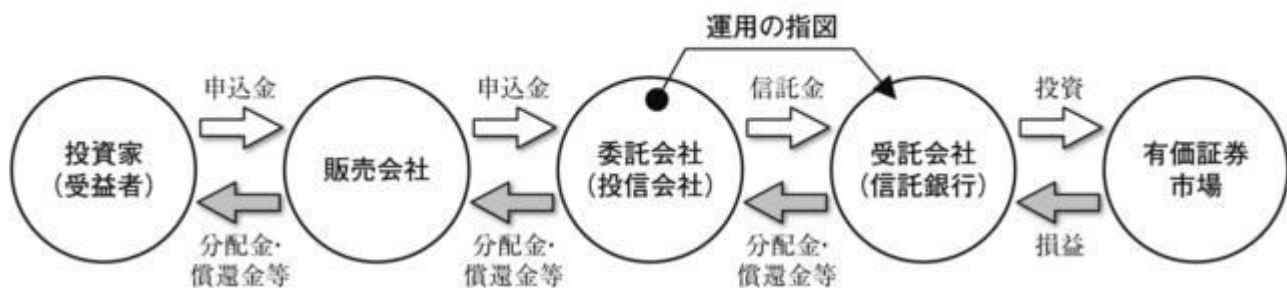 運用の指図
申込金
申込金
信託金
投資
投資家
（受益者）
販売会社
委託会社
（投信会社）
受託会社
（信託銀行）
有価証券
市場
分配金・
償還金等
分配金・
償還金等
分配金・
償還金等
損益